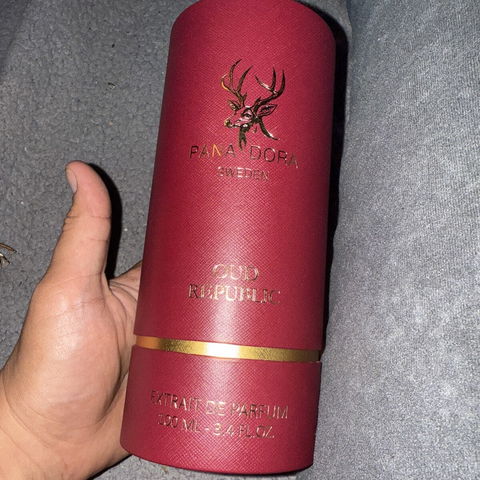 PANA DORA
SWEDEN
OUD
REPUBLIC
EXTRAIT DE PARFUM
100 ML - 3.4 FL.OZ.